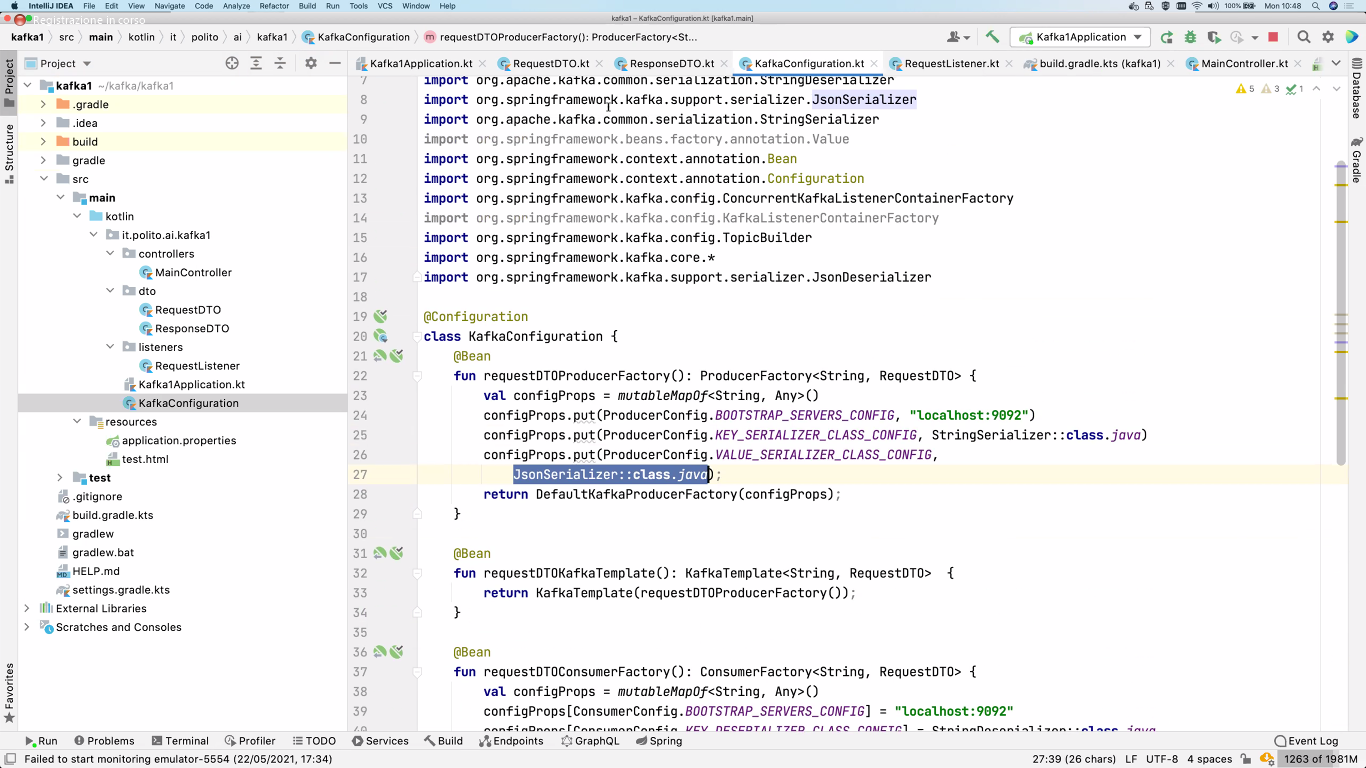 IntelliJ IDEA File Edit View Navigate Code Analyze Refactor Build Run Tools VCS Window Help 100% Mon 10:48
Registrazione in corso
kafka1 – KafkaConfiguration.kt [kafka1.main]
kafka1 src main kotlin it polito ai kafka1 KafkaConfiguration requestDTOProducerFactory(): ProducerFactory<St... Kafka1Application
Project
Kafka1Application.kt RequestDTO.kt ResponseDTO.kt KafkaConfiguration.kt RequestListener.kt build.gradle.kts (kafka1) MainController.kt
Project
Structure
Favorites
kafka1 ~/kafka/kafka1
.gradle
.idea
build
gradle
src
main
kotlin
it.polito.ai.kafka1
controllers
MainController
dto
RequestDTO
ResponseDTO
listeners
RequestListener
Kafka1Application.kt
KafkaConfiguration
resources
application.properties
test.html
test
.gitignore
build.gradle.kts
gradlew
gradlew.bat
HELP.md
settings.gradle.kts
External Libraries
Scratches and Consoles
5 3 1
7 import org.apache.kafka.common.serialization.StringDeserializer
8 import org.springframework.kafka.support.serializer.JsonSerializer
9 import org.apache.kafka.common.serialization.StringSerializer
10 import org.springframework.beans.factory.annotation.Value
11 import org.springframework.context.annotation.Bean
12 import org.springframework.context.annotation.Configuration
13 import org.springframework.kafka.config.ConcurrentKafkaListenerContainerFactory
14 import org.springframework.kafka.config.KafkaListenerContainerFactory
15 import org.springframework.kafka.config.TopicBuilder
16 import org.springframework.kafka.core.*
17 import org.springframework.kafka.support.serializer.JsonDeserializer
18
19 @Configuration
20 class KafkaConfiguration {
21 @Bean
22 fun requestDTOProducerFactory(): ProducerFactory<String, RequestDTO> {
23 val configProps = mutableMapOf<String, Any>()
24 configProps.put(ProducerConfig.BOOTSTRAP_SERVERS_CONFIG, "localhost:9092")
25 configProps.put(ProducerConfig.KEY_SERIALIZER_CLASS_CONFIG, StringSerializer::class.java)
26 configProps.put(ProducerConfig.VALUE_SERIALIZER_CLASS_CONFIG,
27 JsonSerializer::class.java);
28 return DefaultKafkaProducerFactory(configProps);
29 }
30
31 @Bean
32 fun requestDTOKafkaTemplate(): KafkaTemplate<String, RequestDTO> {
33 return KafkaTemplate(requestDTOProducerFactory());
34 }
35
36 @Bean
37 fun requestDTOConsumerFactory(): ConsumerFactory<String, RequestDTO> {
38 val configProps = mutableMapOf<String, Any>()
39 configProps[ConsumerConfig.BOOTSTRAP_SERVERS_CONFIG] = "localhost:9092"
40 configProps[ConsumerConfig.KEY_DESERIALIZER_CLASS_CONFIG] = StringDeserializer::class.java
Database
Gradle
Run Problems Terminal Profiler TODO Services Build Endpoints GraphQL Spring Event Log
Failed to start monitoring emulator-5554 (22/05/2021, 17:34) 27:39 (26 chars) LF UTF-8 4 spaces 1263 of 1981M